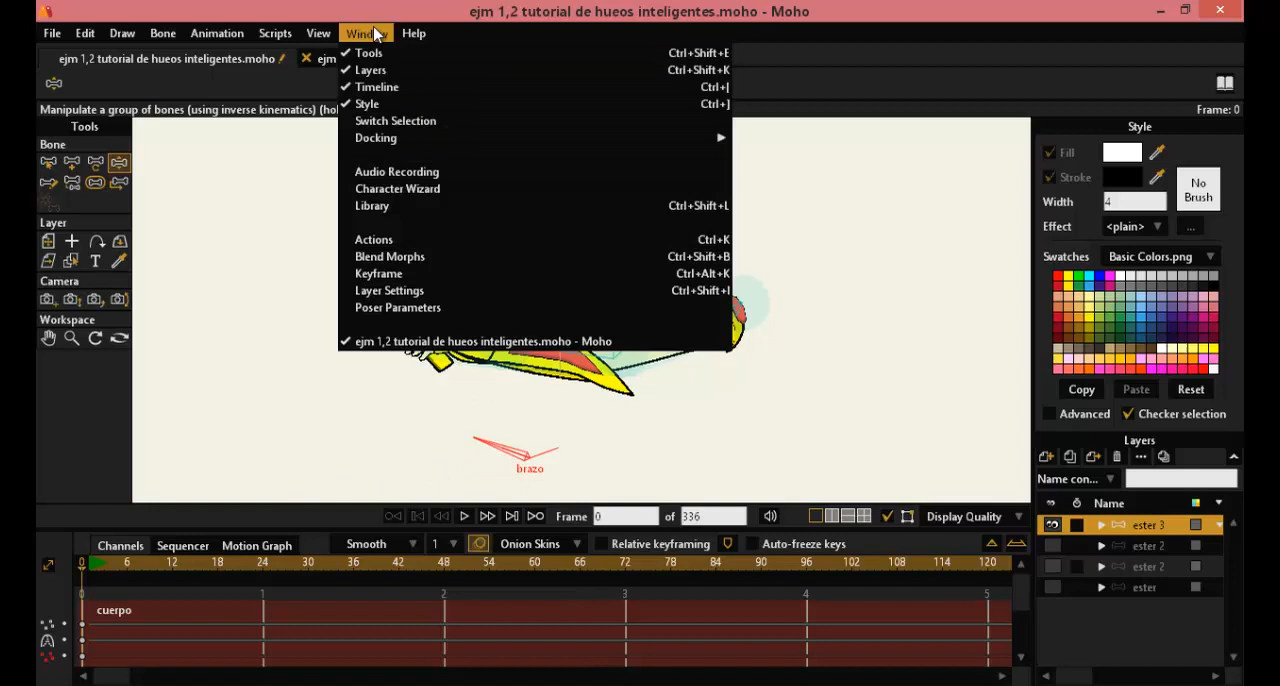 ejm 1,2 tutorial de hueos inteligentes.moho - Moho
File Edit Draw Bone Animation Scripts View Window Help
ejm 1,2 tutorial de hueos inteligentes.moho ejm
Manipulate a group of bones (using inverse kinematics) (hol
Frame: 0
Tools
Bone
Layer
Camera
Workspace
Tools Ctrl+Shift+E
Layers Ctrl+Shift+K
Timeline Ctrl+[
Style Ctrl+]
Switch Selection
Docking
Audio Recording
Character Wizard
Library Ctrl+Shift+L
Actions Ctrl+K
Blend Morphs Ctrl+Shift+B
Keyframe Ctrl+Alt+K
Layer Settings Ctrl+Shift+I
Poser Parameters
ejm 1,2 tutorial de hueos inteligentes.moho - Moho
brazo
Style
Fill
Stroke
No Brush
Width 4
Effect <plain> ...
Swatches Basic Colors.png
Copy Paste Reset
Advanced Checker selection
Layers
Name con...
Name
ester 3
ester 2
ester 2
ester
Frame 0 of 336 Display Quality
Channels Sequencer Motion Graph Smooth 1 Onion Skins Relative keyframing Auto-freeze keys
0 6 12 18 24 30 36 42 48 54 60 66 72 78 84 90 96 102 108 114 120
0 1 2 3 4 5
cuerpo